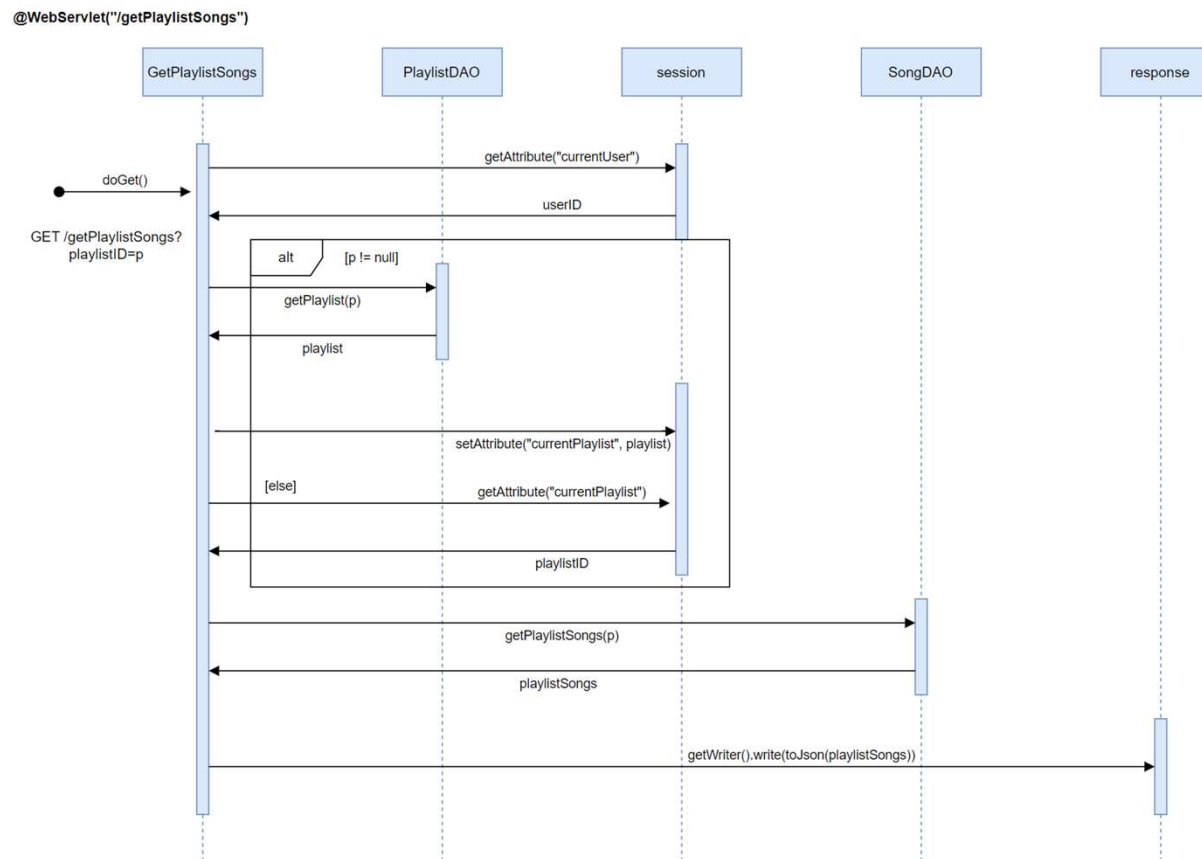 @WebServlet("/getPlaylistSongs")
GetPlaylistSongs
PlaylistDAO
session
SongDAO
response
getAttribute("currentUser")
doGet()
userID
GET /getPlaylistSongs?
playlistID=p
alt
[p != null]
getPlaylist(p)
playlist
setAttribute("currentPlaylist", playlist)
[else]
getAttribute("currentPlaylist")
playlistID
getPlaylistSongs(p)
playlistSongs
getWriter().write(toJson(playlistSongs))